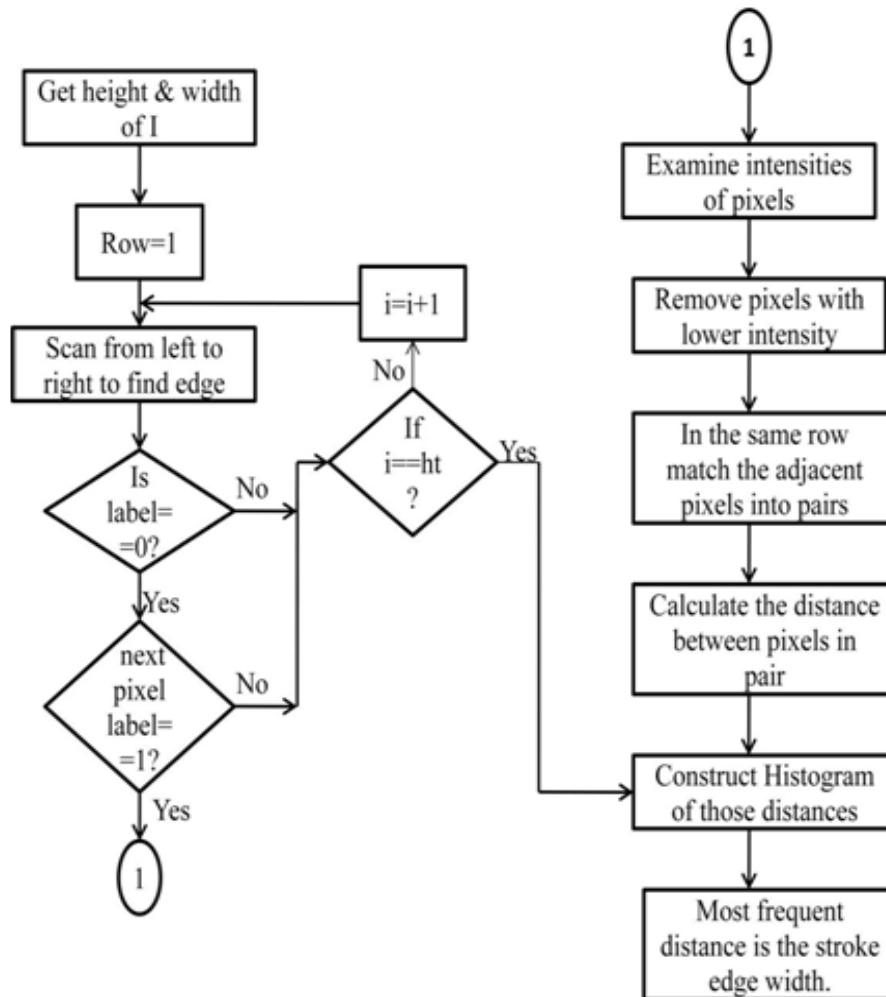 Get height & width
of I
Row=1
i=i+1
Scan from left to
right to find edge
No
If
i==ht
?
Yes
Is
label=
=0?
No
Yes
next
pixel
label=
=1?
No
Yes
1
1
Examine intensities
of pixels
Remove pixels with
lower intensity
In the same row
match the adjacent
pixels into pairs
Calculate the distance
between pixels in
pair
Construct Histogram
of those distances
Most frequent
distance is the stroke
edge width.